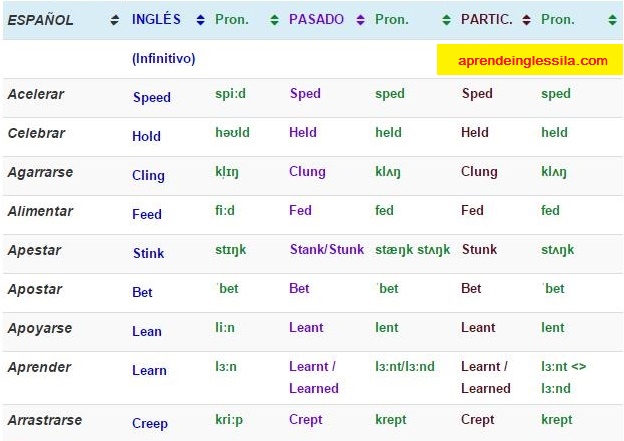 ESPAÑOL INGLÉS Pron. PASADO Pron. PARTIC. Pron.
(Infinitivo) aprendeinglessila.com
Acelerar Speed spi:d Sped sped Sped sped
Celebrar Hold həʊld Held held Held held
Agarrarse Cling klɪŋ Clung klʌŋ Clung klʌŋ
Alimentar Feed fi:d Fed fed Fed fed
Apestar Stink stɪŋk Stank/Stunk stæŋk stʌŋk Stunk stʌŋk
Apostar Bet ˈbet Bet ˈbet Bet ˈbet
Apoyarse Lean li:n Leant lent Leant lent
Aprender Learn lɜ:n Learnt / lɜ:nt/lɜ:nd Learnt / lɜ:nt <>
Learned Learned lɜ:nd
Arrastrarse Creep kri:p Crept krept Crept krept